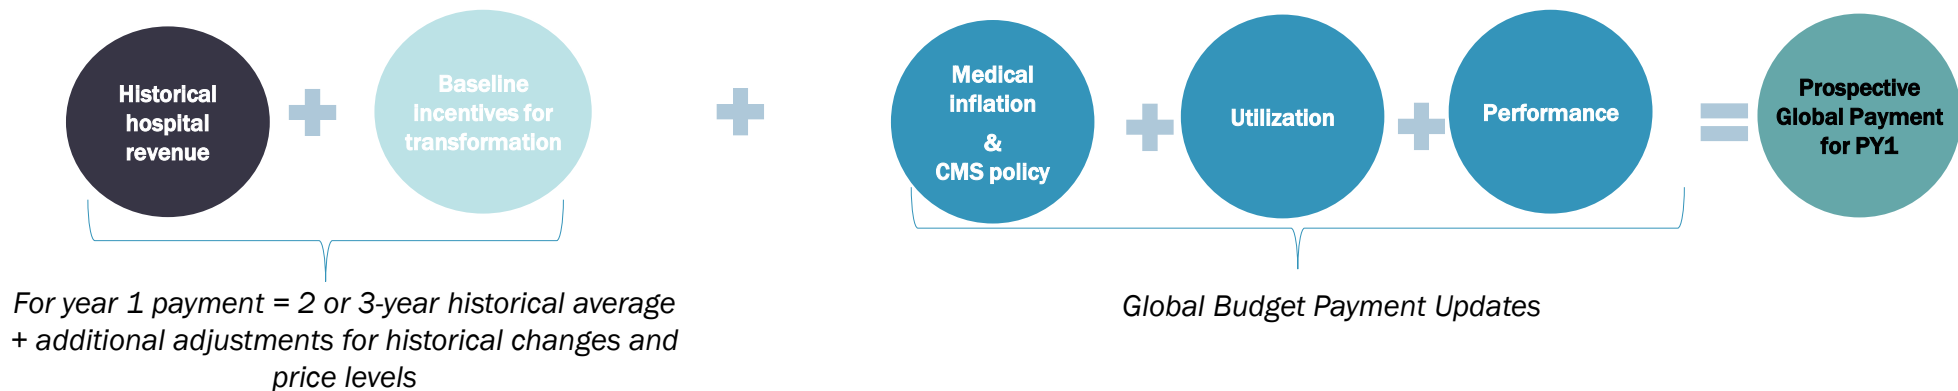 Historical
hospital
revenue
Baseline
incentives for
transformation
Medical
inflation
&
CMS policy
Utilization
Performance
Prospective
Global Payment
for PY1
For year 1 payment = 2 or 3-year historical average
+ additional adjustments for historical changes and
price levels
Global Budget Payment Updates